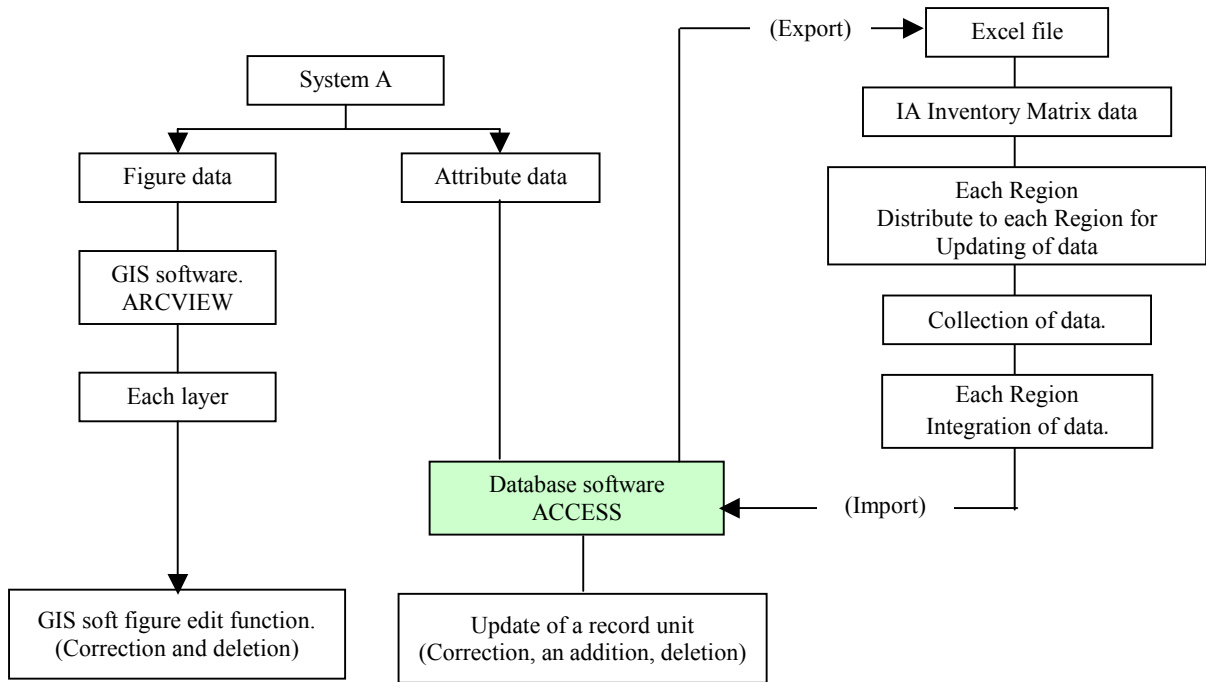 (Export)
Excel file
System A
IA Inventory Matrix data
Figure data
Attribute data
Each Region
Distribute to each Region for
Updating of data
GIS software.
ARCVIEW
Collection of data.
Each layer
Each Region
Integration of data.
Database software
ACCESS
(Import)
GIS soft figure edit function.
(Correction and deletion)
Update of a record unit
(Correction, an addition, deletion)